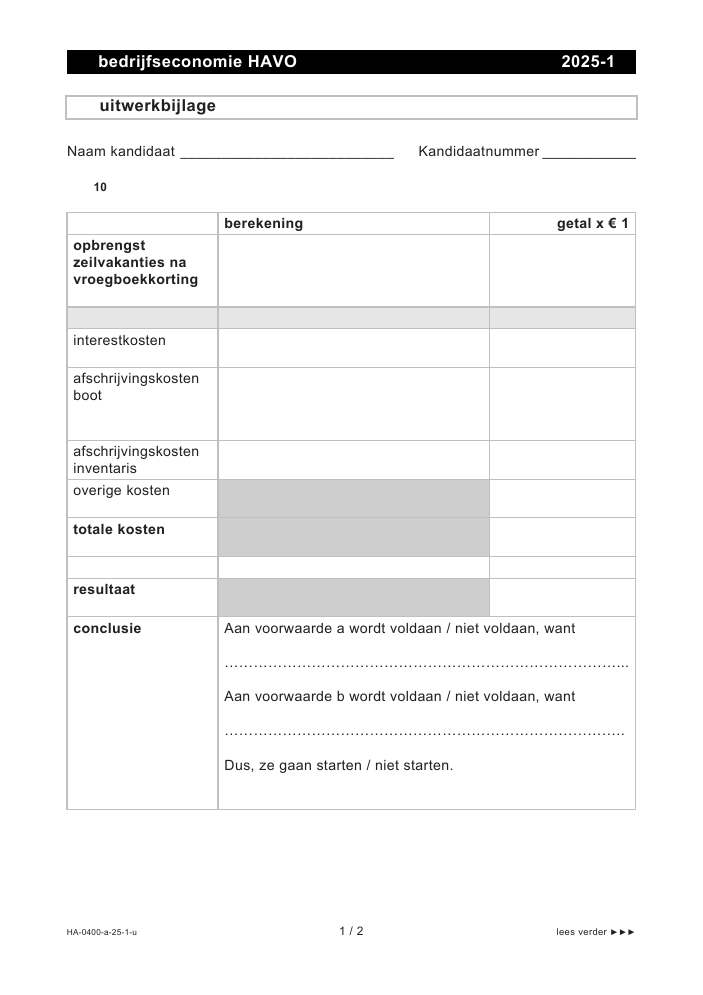 bedrijfseconomie HAVO 2025-1
uitwerkbijlage
Naam kandidaat __________________________ Kandidaatnummer ___________
10
berekening getal x € 1
opbrengst
zeilvakanties na
vroegboekkorting
interestkosten
afschrijvingskosten
boot
afschrijvingskosten
inventaris
overige kosten
totale kosten
resultaat
conclusie Aan voorwaarde a wordt voldaan / niet voldaan, want
………………………………………………………………………..
Aan voorwaarde b wordt voldaan / niet voldaan, want
……………………………………………………………………….
Dus, ze gaan starten / niet starten.
HA-0400-a-25-1-u 1 / 2 lees verder ►►►